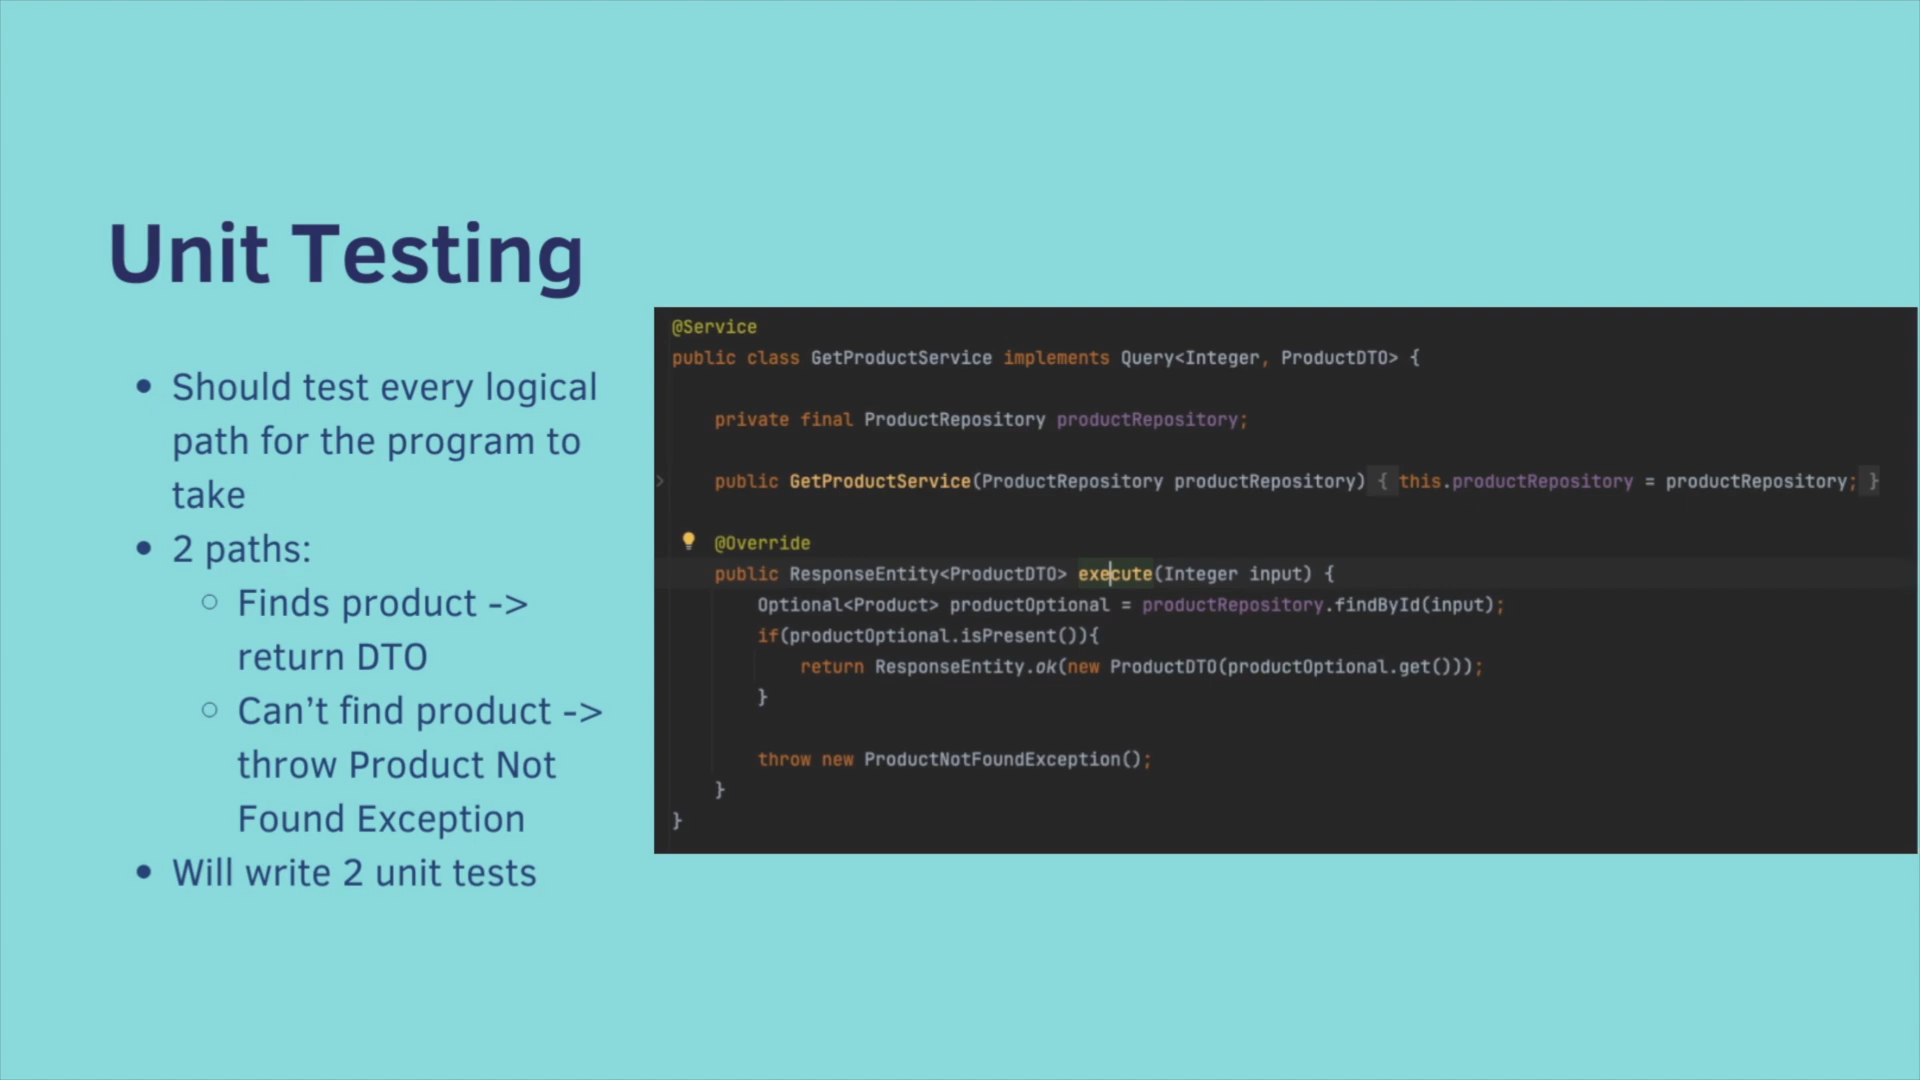 Unit Testing
• Should test every logical
path for the program to
take
• 2 paths:
○ Finds product ->
return DTO
○ Can’t find product ->
throw Product Not
Found Exception
• Will write 2 unit tests
@Service
public class GetProductService implements Query<Integer, ProductDTO> {
private final ProductRepository productRepository;
public GetProductService(ProductRepository productRepository) { this.productRepository = productRepository; }
@Override
public ResponseEntity<ProductDTO> execute(Integer input) {
Optional<Product> productOptional = productRepository.findById(input);
if(productOptional.isPresent()){
return ResponseEntity.ok(new ProductDTO(productOptional.get()));
}
throw new ProductNotFoundException();
}
}